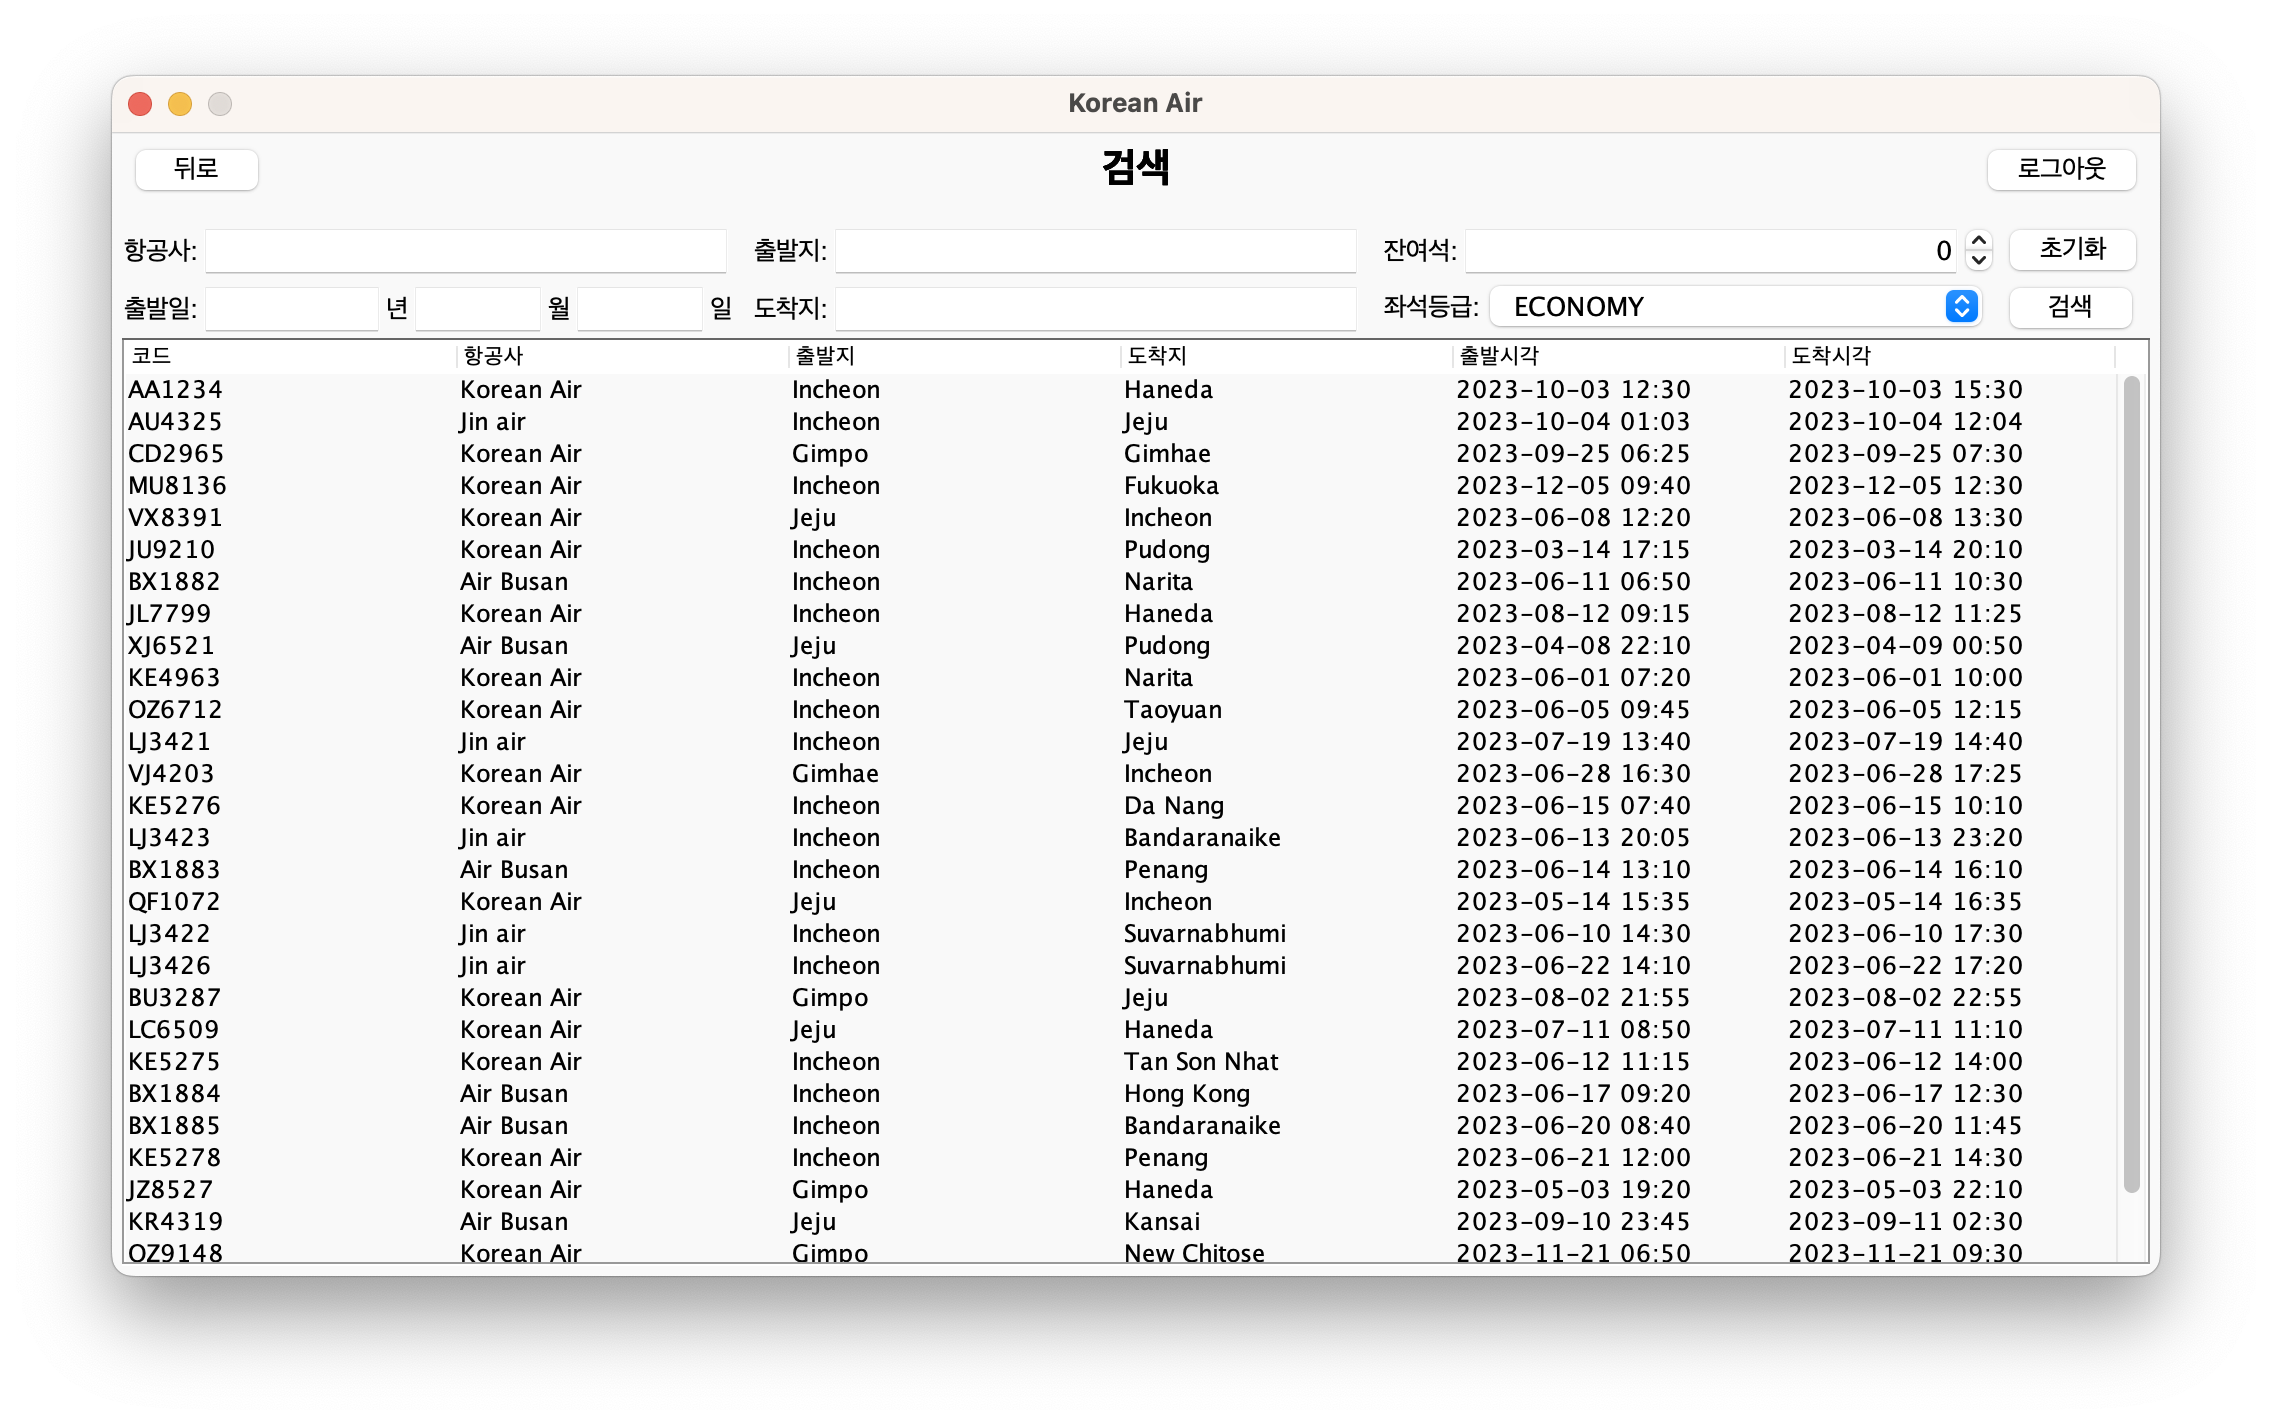 Korean Air
뒤로 검색 로그아웃
항공사: 출발지: 잔여석: 0 초기화
출발일: 년 월 일 도착지: 좌석등급: ECONOMY 검색
코드 항공사 출발지 도착지 출발시각 도착시각
AA1234 Korean Air Incheon Haneda 2023-10-03 12:30 2023-10-03 15:30
AU4325 Jin air Incheon Jeju 2023-10-04 01:03 2023-10-04 12:04
CD2965 Korean Air Gimpo Gimhae 2023-09-25 06:25 2023-09-25 07:30
MU8136 Korean Air Incheon Fukuoka 2023-12-05 09:40 2023-12-05 12:30
VX8391 Korean Air Jeju Incheon 2023-06-08 12:20 2023-06-08 13:30
JU9210 Korean Air Incheon Pudong 2023-03-14 17:15 2023-03-14 20:10
BX1882 Air Busan Incheon Narita 2023-06-11 06:50 2023-06-11 10:30
JL7799 Korean Air Incheon Haneda 2023-08-12 09:15 2023-08-12 11:25
XJ6521 Air Busan Jeju Pudong 2023-04-08 22:10 2023-04-09 00:50
KE4963 Korean Air Incheon Narita 2023-06-01 07:20 2023-06-01 10:00
OZ6712 Korean Air Incheon Taoyuan 2023-06-05 09:45 2023-06-05 12:15
LJ3421 Jin air Incheon Jeju 2023-07-19 13:40 2023-07-19 14:40
VJ4203 Korean Air Gimhae Incheon 2023-06-28 16:30 2023-06-28 17:25
KE5276 Korean Air Incheon Da Nang 2023-06-15 07:40 2023-06-15 10:10
LJ3423 Jin air Incheon Bandaranaike 2023-06-13 20:05 2023-06-13 23:20
BX1883 Air Busan Incheon Penang 2023-06-14 13:10 2023-06-14 16:10
QF1072 Korean Air Jeju Incheon 2023-05-14 15:35 2023-05-14 16:35
LJ3422 Jin air Incheon Suvarnabhumi 2023-06-10 14:30 2023-06-10 17:30
LJ3426 Jin air Incheon Suvarnabhumi 2023-06-22 14:10 2023-06-22 17:20
BU3287 Korean Air Gimpo Jeju 2023-08-02 21:55 2023-08-02 22:55
LC6509 Korean Air Jeju Haneda 2023-07-11 08:50 2023-07-11 11:10
KE5275 Korean Air Incheon Tan Son Nhat 2023-06-12 11:15 2023-06-12 14:00
BX1884 Air Busan Incheon Hong Kong 2023-06-17 09:20 2023-06-17 12:30
BX1885 Air Busan Incheon Bandaranaike 2023-06-20 08:40 2023-06-20 11:45
KE5278 Korean Air Incheon Penang 2023-06-21 12:00 2023-06-21 14:30
JZ8527 Korean Air Gimpo Haneda 2023-05-03 19:20 2023-05-03 22:10
KR4319 Air Busan Jeju Kansai 2023-09-10 23:45 2023-09-11 02:30
OZ9148 Korean Air Gimpo New Chitose 2023-11-21 06:50 2023-11-21 09:30